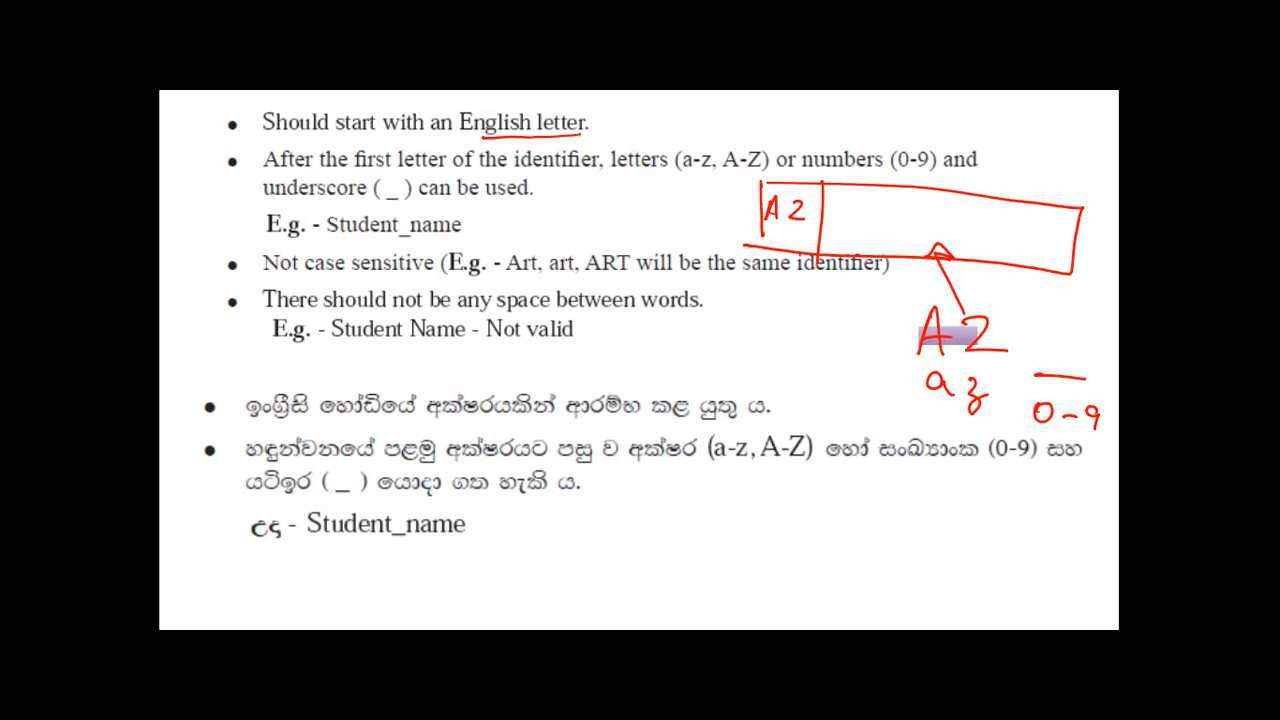 • Should start with an English letter.
• After the first letter of the identifier, letters (a-z, A-Z) or numbers (0-9) and
underscore ( _ ) can be used.
E.g. - Student_name
A Z
• Not case sensitive (E.g. - Art, art, ART will be the same identifier)
• There should not be any space between words.
E.g. - Student Name - Not valid
A Z
a z
_
0-9
• ඉංග්‍රීසි හෝඩියේ අක්ෂරයකින් ආරම්භ කළ යුතු ය.
• හඳුන්වනයේ පළමු අක්ෂරයට පසු ව අක්ෂර (a-z, A-Z) හෝ සංඛ්‍යාංක (0-9) සහ
යටිඉර ( _ ) යොදා ගත හැකි ය.
උදා - Student_name